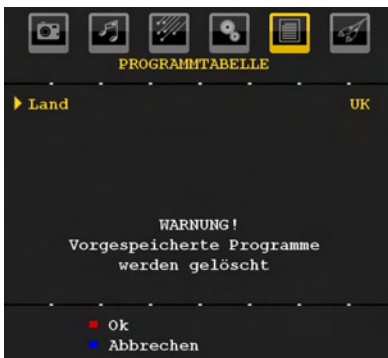 PROGRAMMTABELLE
Land UK
WARNUNG!
Vorgespeicherte Programme
werden gelöscht
Ok
Abbrechen